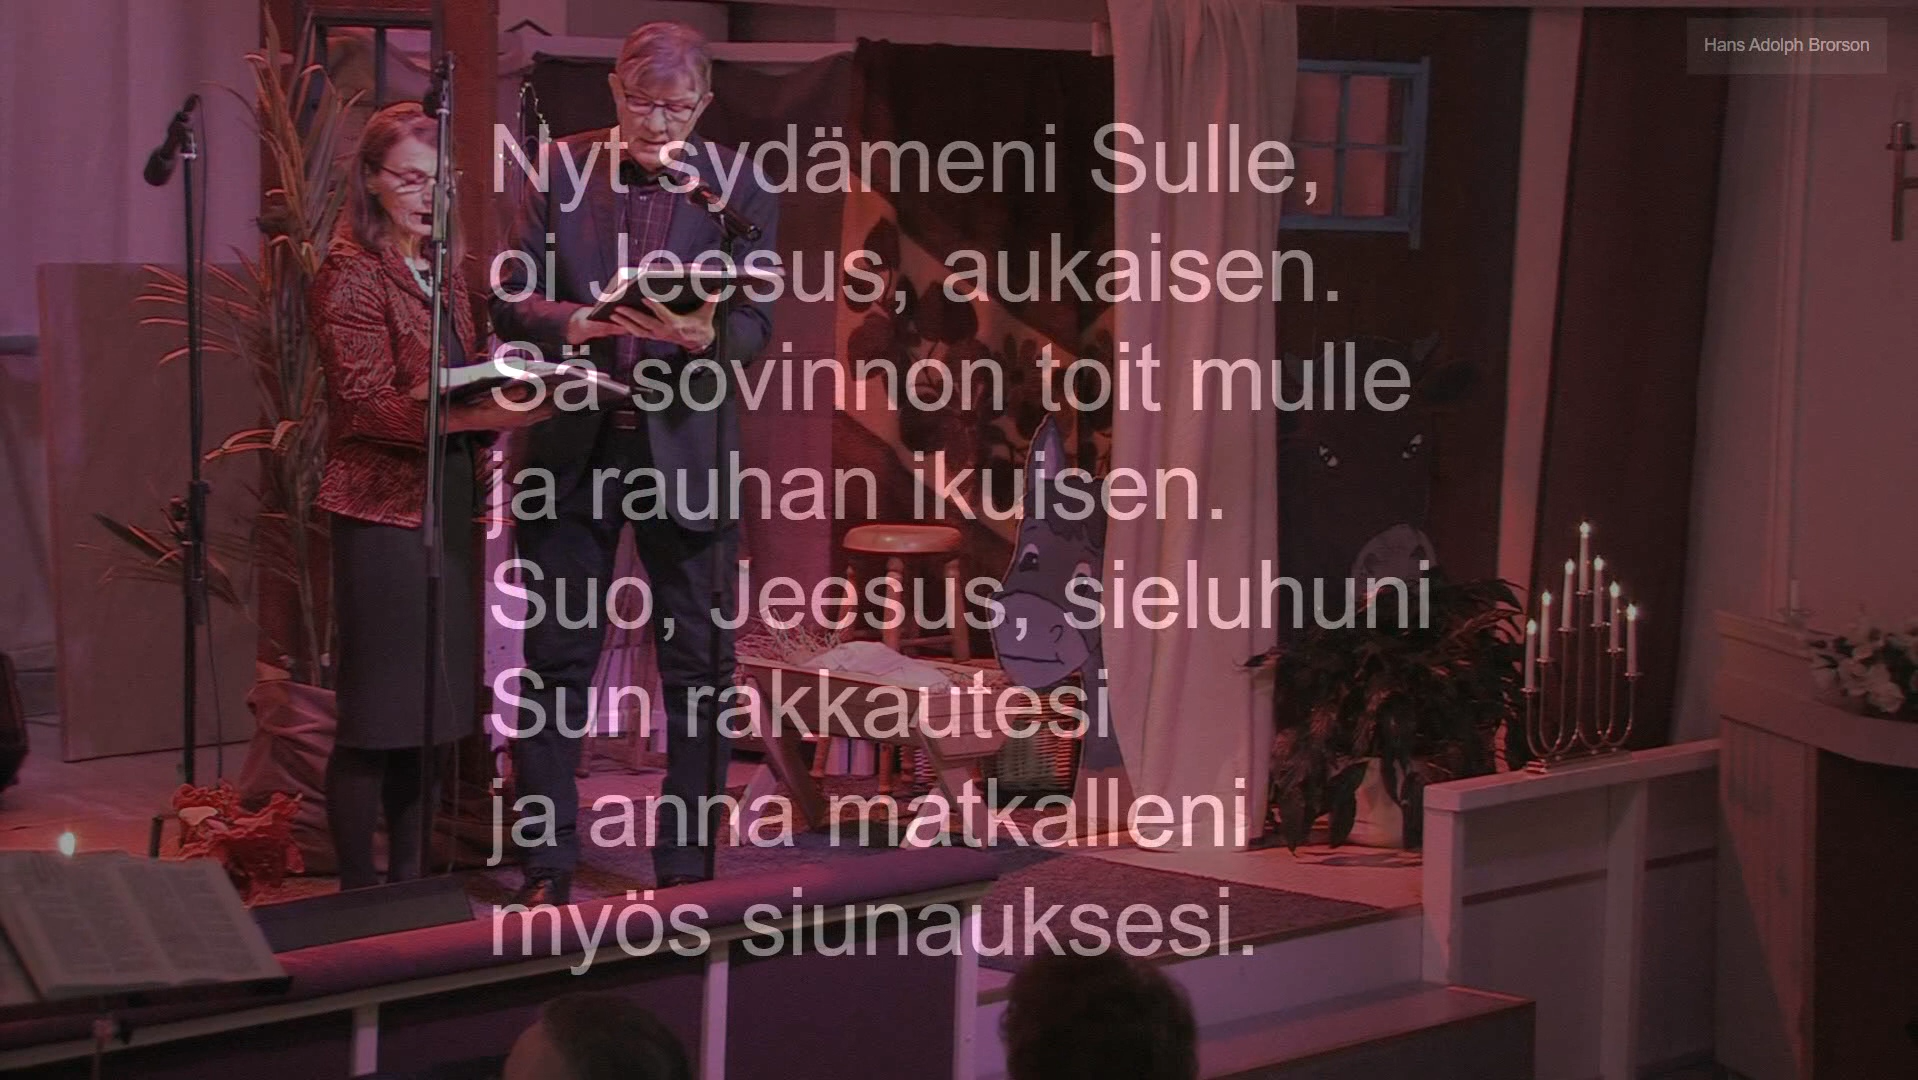 Hans Adolph Brorson
Nyt sydämeni Sulle,
oi Jeesus, aukaisen.
Sä sovinnon toit mulle
ja rauhan ikuisen.
Suo, Jeesus, sieluhuni
Sun rakkautesi
ja anna matkalleni
myös siunauksesi.